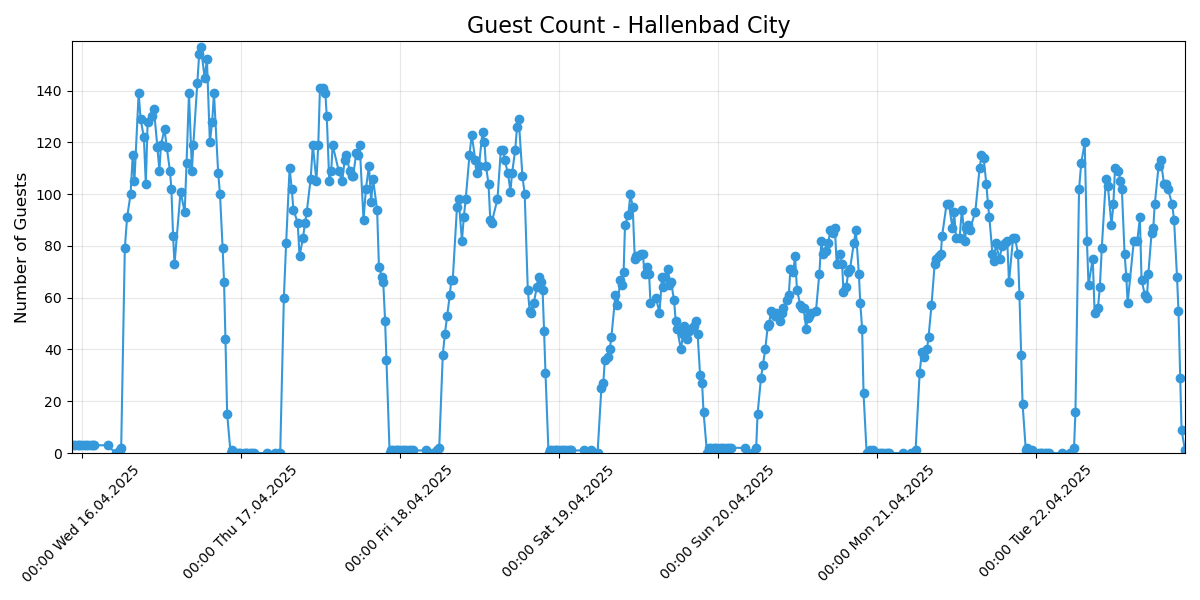 Guest Count - Hallenbad City
Number of Guests
140
120
100
80
60
40
20
0
00:00 Wed 16.04.2025
00:00 Thu 17.04.2025
00:00 Fri 18.04.2025
00:00 Sat 19.04.2025
00:00 Sun 20.04.2025
00:00 Mon 21.04.2025
00:00 Tue 22.04.2025